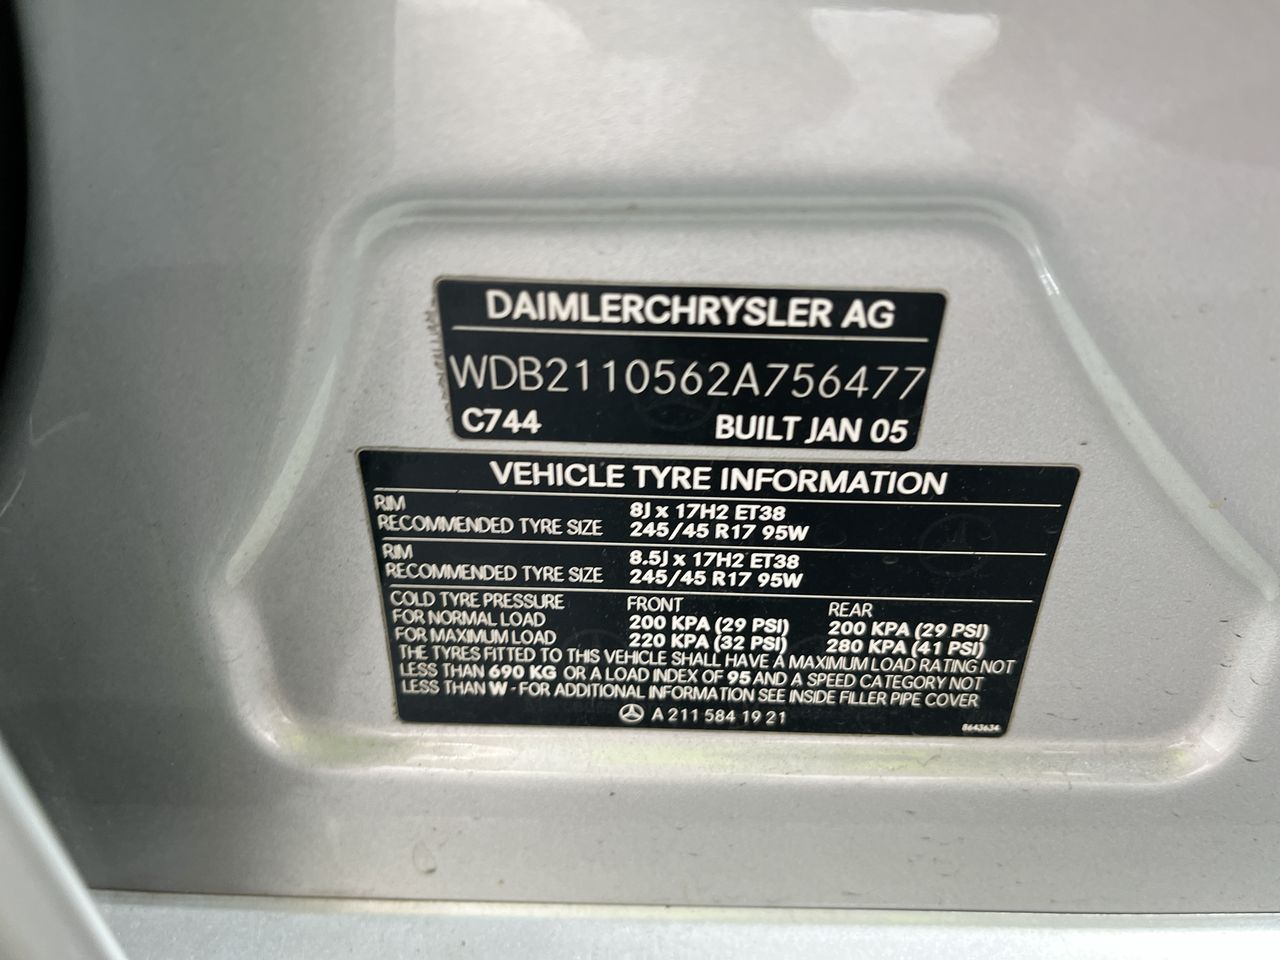 DAIMLERCHRYSLER AG
WDB2110562A756477
C744 BUILT JAN 05
VEHICLE TYRE INFORMATION
RIM 8J x 17H2 ET38
RECOMMENDED TYRE SIZE 245/45 R17 95W
RIM 8.5J x 17H2 ET38
RECOMMENDED TYRE SIZE 245/45 R17 95W
COLD TYRE PRESSURE FRONT REAR
FOR NORMAL LOAD 200 KPA (29 PSI) 200 KPA (29 PSI)
FOR MAXIMUM LOAD 220 KPA (32 PSI) 280 KPA (41 PSI)
THE TYRES FITTED TO THIS VEHICLE SHALL HAVE A MAXIMUM LOAD RATING NOT
LESS THAN 690 KG OR A LOAD INDEX OF 95 AND A SPEED CATEGORY NOT
LESS THAN W - FOR ADDITIONAL INFORMATION SEE INSIDE FILLER PIPE COVER
A 211 584 19 21
8643634